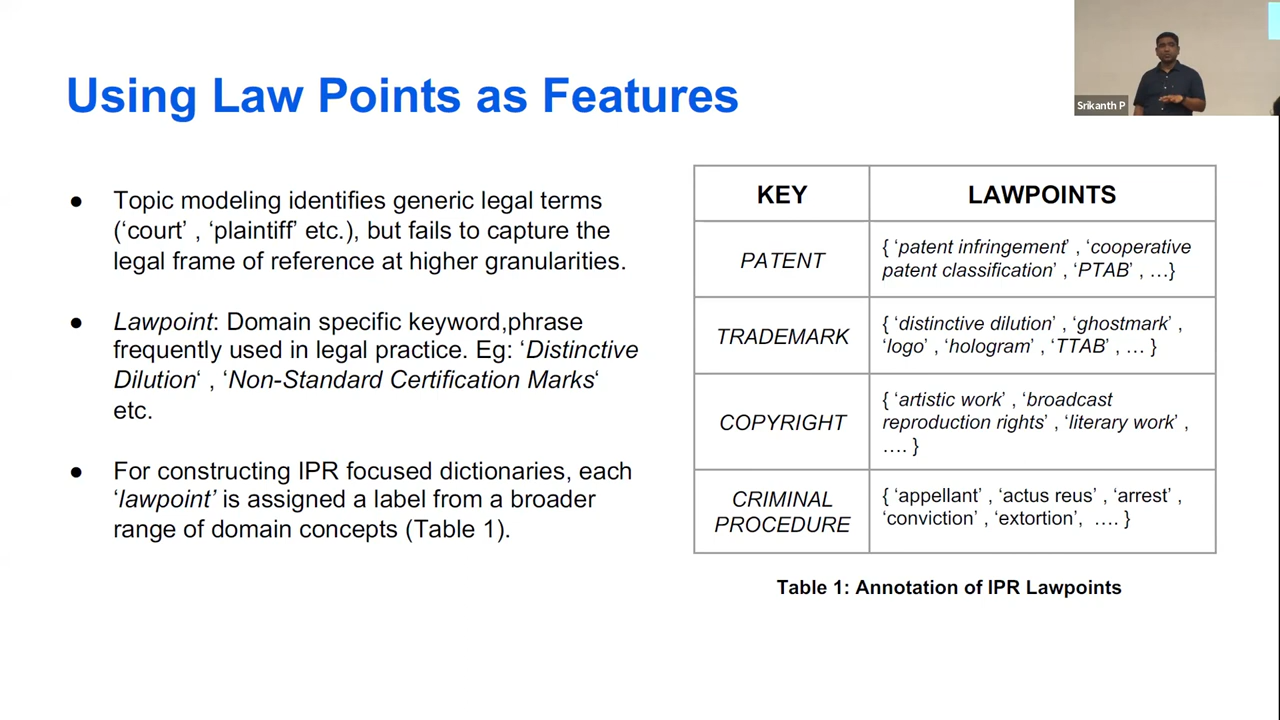 Using Law Points as Features
Srikanth P
● Topic modeling identifies generic legal terms
(‘court’ , ‘plaintiff’ etc.), but fails to capture the
legal frame of reference at higher granularities.
● Lawpoint: Domain specific keyword,phrase
frequently used in legal practice. Eg: ‘Distinctive
Dilution‘ , ‘Non-Standard Certification Marks‘
etc.
● For constructing IPR focused dictionaries, each
‘lawpoint’ is assigned a label from a broader
range of domain concepts (Table 1).
KEY LAWPOINTS
PATENT
{ ‘patent infringement’ , ‘cooperative
patent classification’ , ‘PTAB’ , …}
TRADEMARK
{ ‘distinctive dilution’ , ‘ghostmark’ ,
‘logo’ , ‘hologram’ , ‘TTAB’ , … }
COPYRIGHT
{ ‘artistic work’ , ‘broadcast
reproduction rights’ , ‘literary work’ ,
…. }
CRIMINAL
PROCEDURE
{ ‘appellant’ , ‘actus reus’ , ‘arrest’ ,
‘conviction’ , ‘extortion’, …. }
Table 1: Annotation of IPR Lawpoints